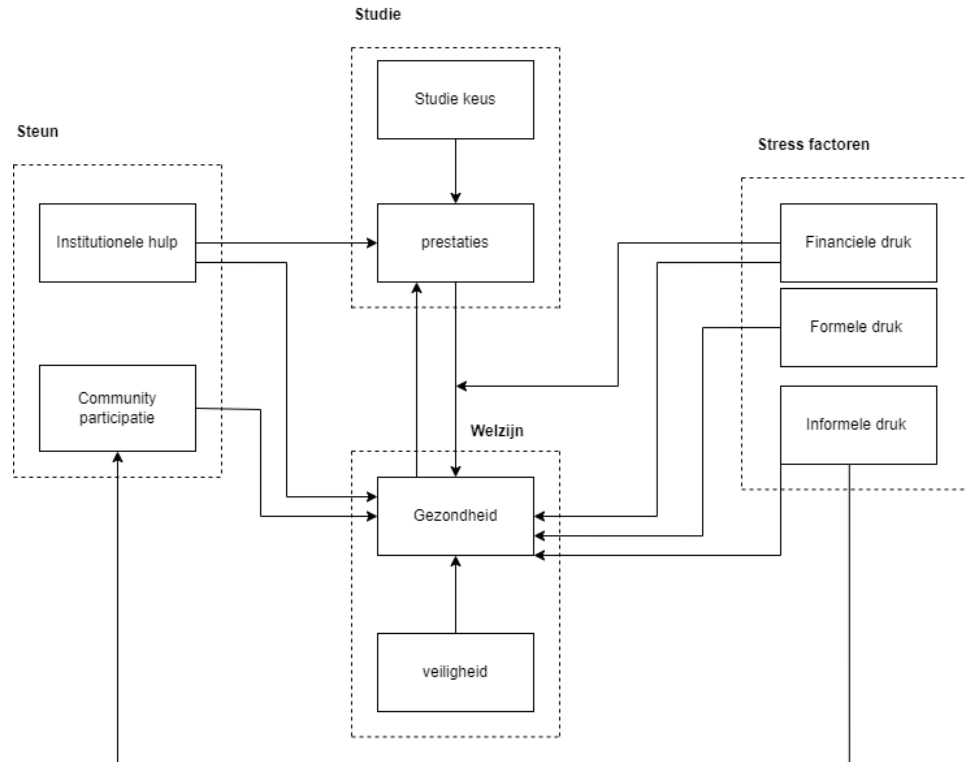 Studie
Studie keus
Steun
Stress factoren
Institutionele hulp
prestaties
Financiele druk
Formele druk
Community
participatie
Informele druk
Welzijn
Gezondheid
veiligheid